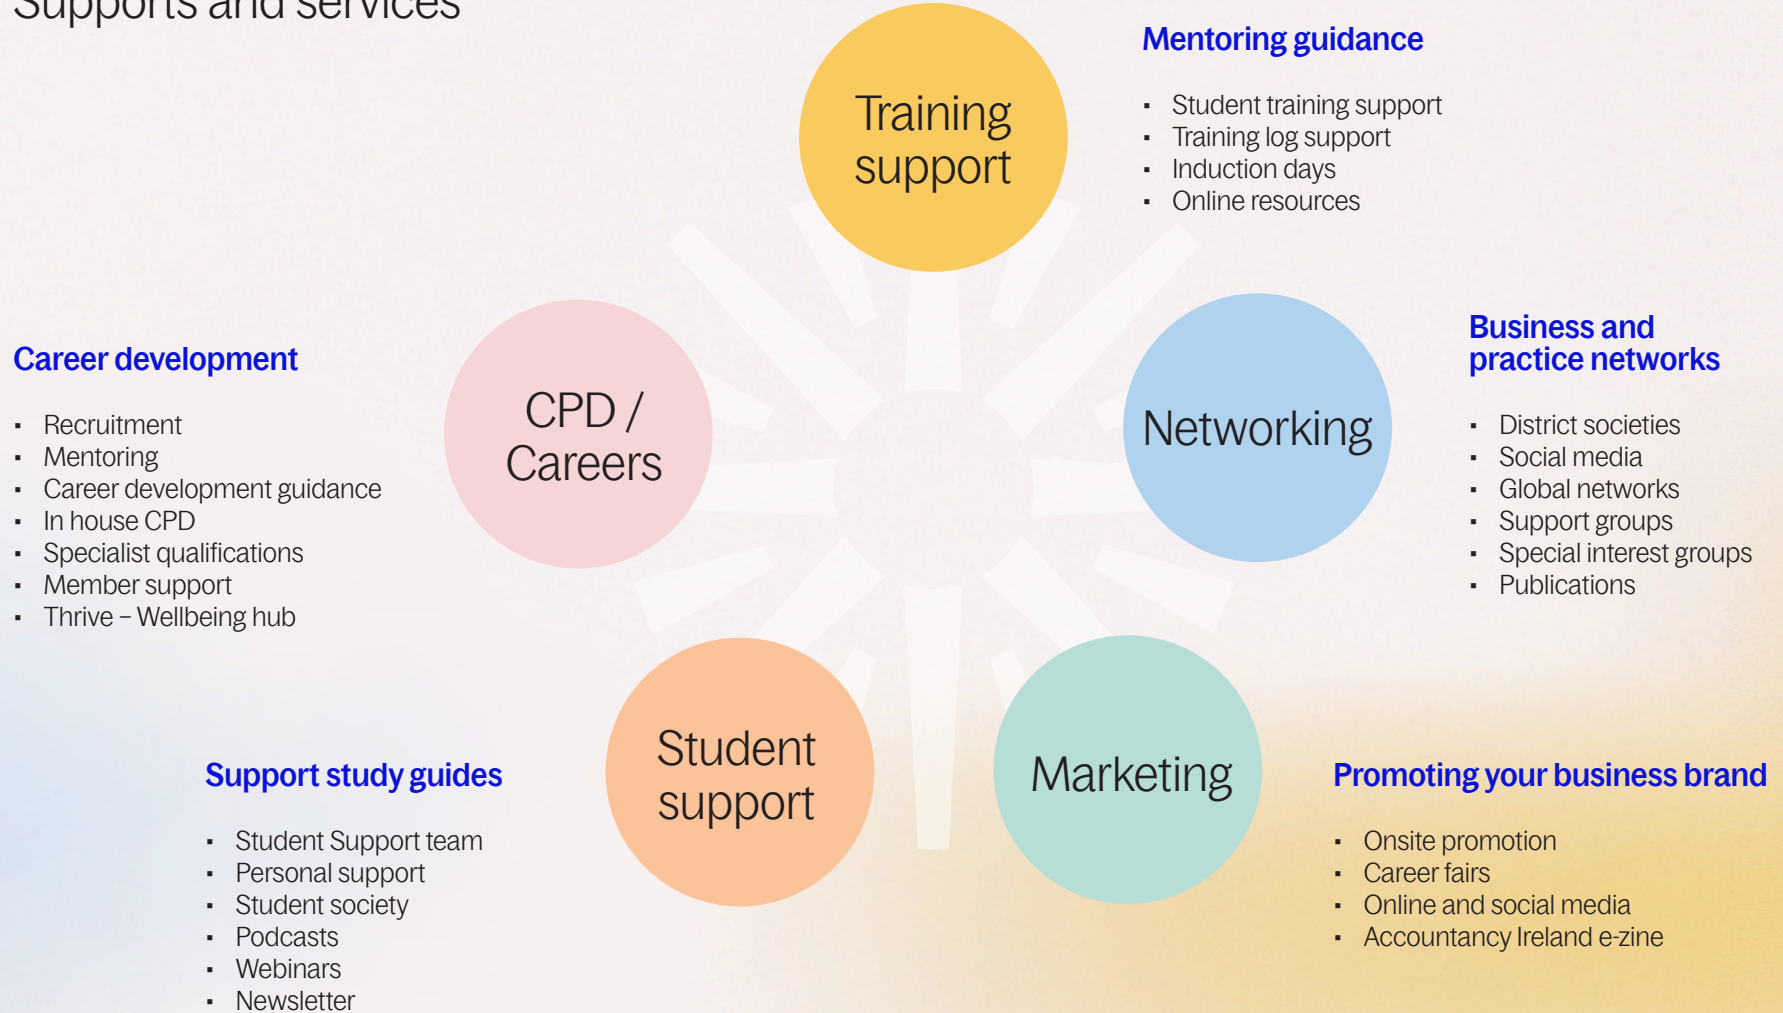 Supports and services
Training
support
Mentoring guidance
▪ Student training support
▪ Training log support
▪ Induction days
▪ Online resources
Networking
Business and
practice networks
▪ District societies
▪ Social media
▪ Global networks
▪ Support groups
▪ Special interest groups
▪ Publications
Career development
▪ Recruitment
▪ Mentoring
▪ Career development guidance
▪ In house CPD
▪ Specialist qualifications
▪ Member support
▪ Thrive – Wellbeing hub
CPD /
Careers
Support study guides
▪ Student Support team
▪ Personal support
▪ Student society
▪ Podcasts
▪ Webinars
▪ Newsletter
Student
support
Marketing
Promoting your business brand
▪ Onsite promotion
▪ Career fairs
▪ Online and social media
▪ Accountancy Ireland e-zine